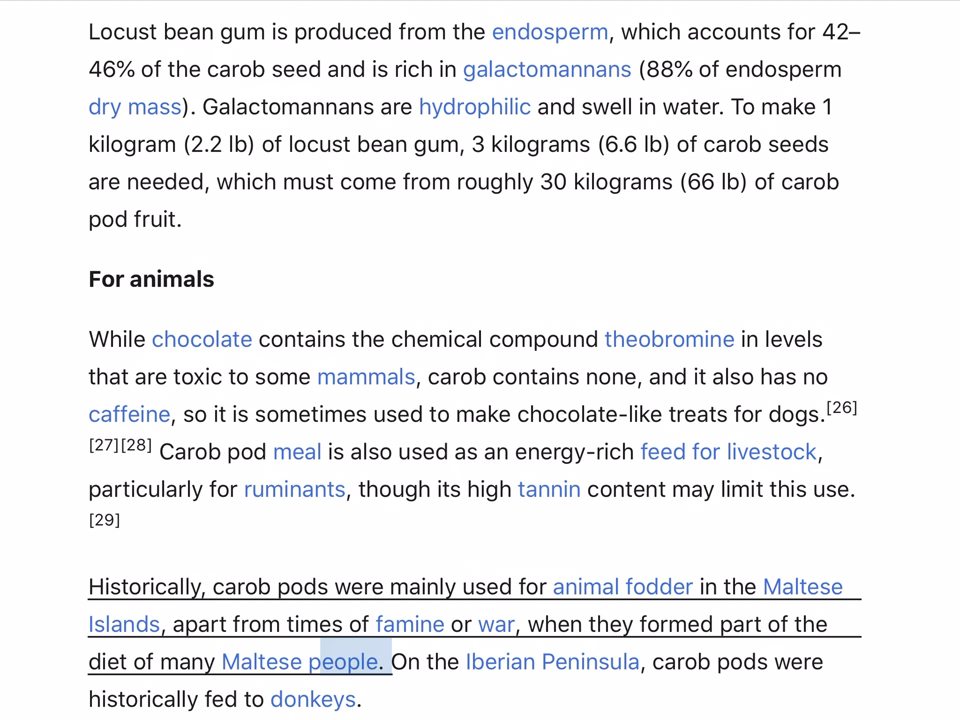 Locust bean gum is produced from the endosperm, which accounts for 42–
46% of the carob seed and is rich in galactomannans (88% of endosperm
dry mass). Galactomannans are hydrophilic and swell in water. To make 1
kilogram (2.2 lb) of locust bean gum, 3 kilograms (6.6 lb) of carob seeds
are needed, which must come from roughly 30 kilograms (66 lb) of carob
pod fruit.
For animals
While chocolate contains the chemical compound theobromine in levels
that are toxic to some mammals, carob contains none, and it also has no
caffeine, so it is sometimes used to make chocolate-like treats for dogs.[26]
[27][28] Carob pod meal is also used as an energy-rich feed for livestock,
particularly for ruminants, though its high tannin content may limit this use.
[29]
Historically, carob pods were mainly used for animal fodder in the Maltese
Islands, apart from times of famine or war, when they formed part of the
diet of many Maltese people. On the Iberian Peninsula, carob pods were
historically fed to donkeys.